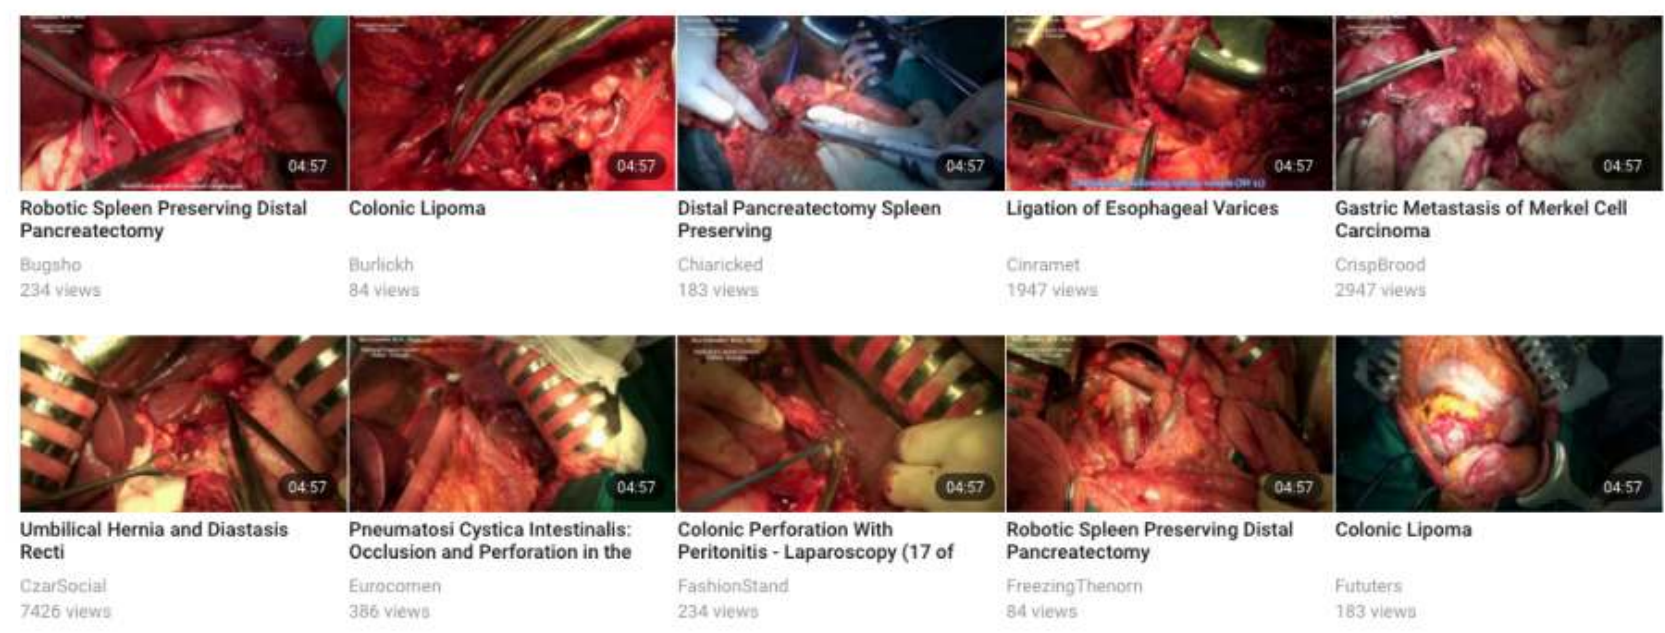 04:57
04:57
04:57
04:57
04:57
Robotic Spleen Preserving Distal
Pancreatectomy
Bugsho
234 views
Colonic Lipoma
Burlickh
84 views
Distal Pancreatectomy Spleen
Preserving
Chiaricked
183 views
Ligation of Esophageal Varices
Cinramet
1947 views
Gastric Metastasis of Merkel Cell
Carcinoma
CrispBrood
2947 views
04:57
04:57
04:57
04:57
04:57
Umbilical Hernia and Diastasis
Recti
CzarSocial
7426 views
Pneumatosi Cystica Intestinalis:
Occlusion and Perforation in the
Eurocomen
386 views
Colonic Perforation With
Peritonitis - Laparoscopy (17 of
FashionStand
234 views
Robotic Spleen Preserving Distal
Pancreatectomy
FreezingThenorn
84 views
Colonic Lipoma
Fututers
183 views